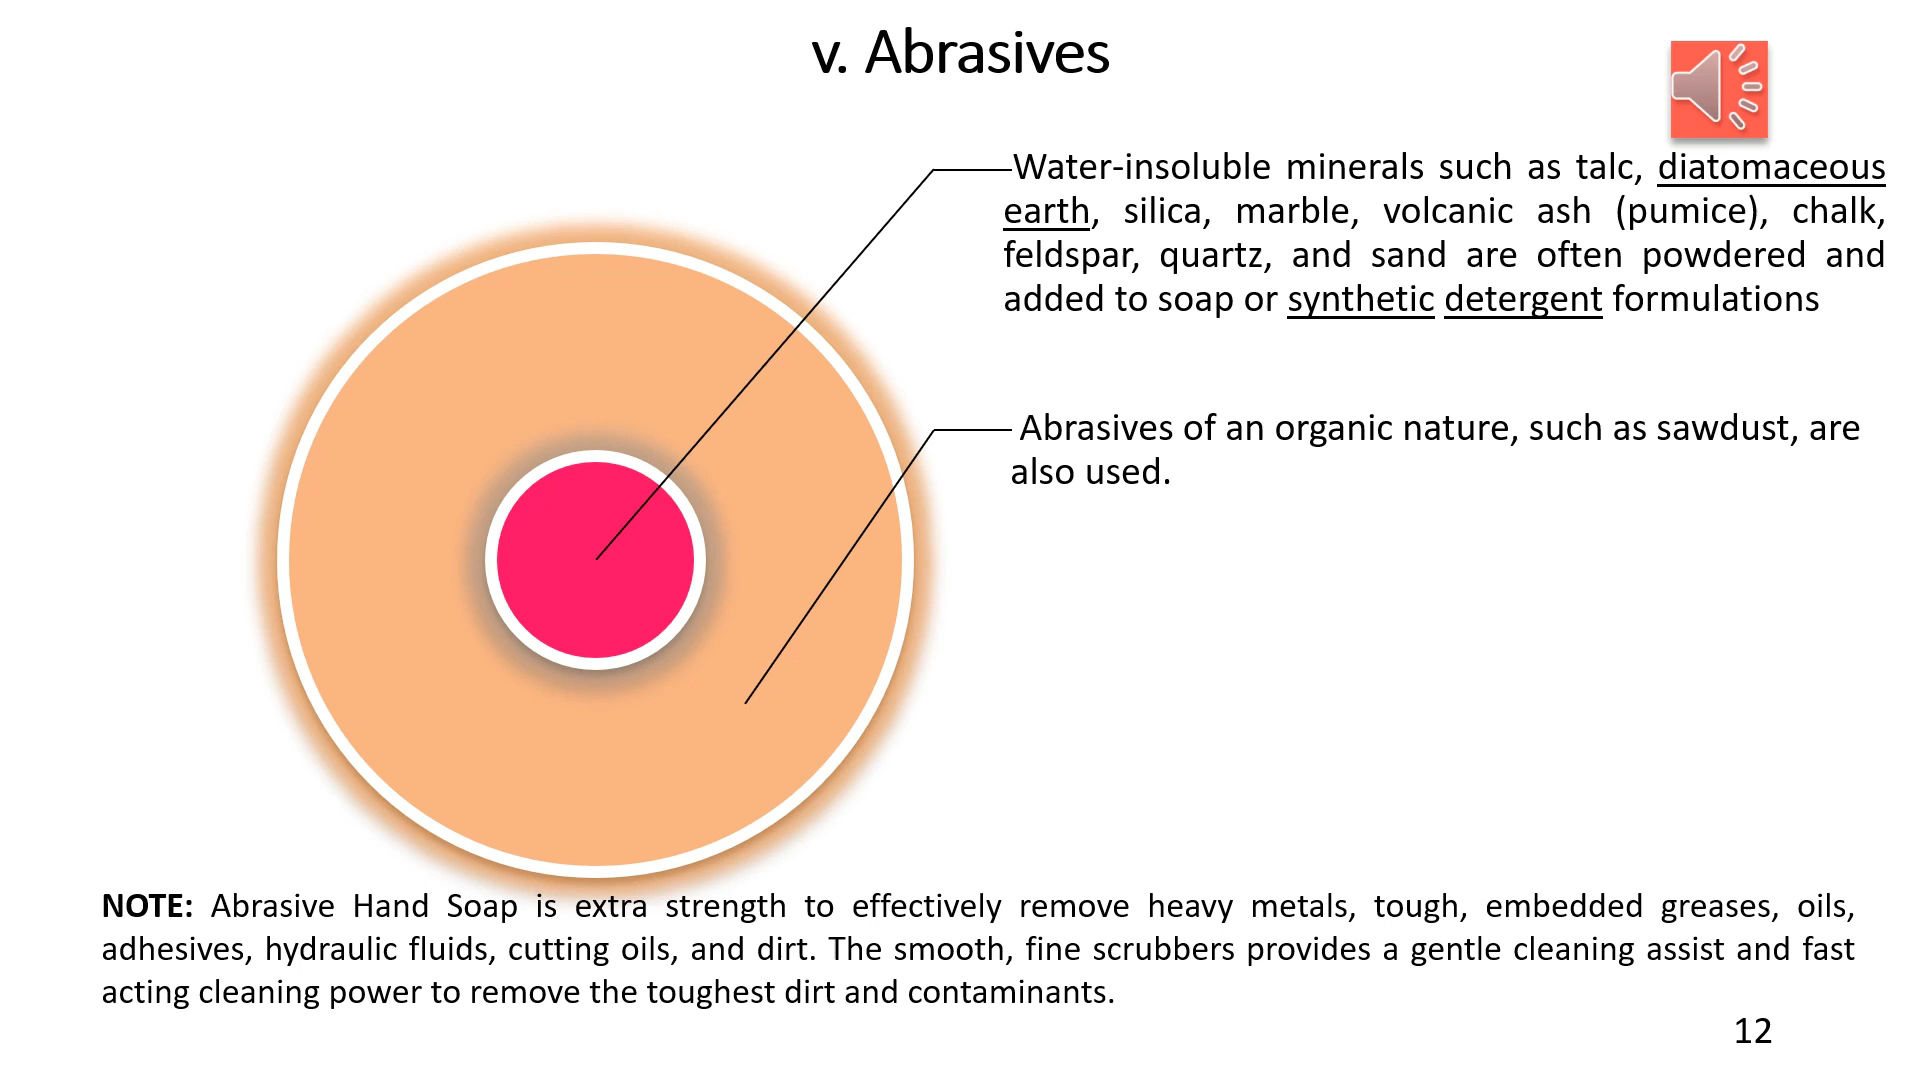 v. Abrasives
Water-insoluble minerals such as talc, diatomaceous
earth, silica, marble, volcanic ash (pumice), chalk,
feldspar, quartz, and sand are often powdered and
added to soap or synthetic detergent formulations
Abrasives of an organic nature, such as sawdust, are
also used.
NOTE: Abrasive Hand Soap is extra strength to effectively remove heavy metals, tough, embedded greases, oils,
adhesives, hydraulic fluids, cutting oils, and dirt. The smooth, fine scrubbers provides a gentle cleaning assist and fast
acting cleaning power to remove the toughest dirt and contaminants.
12